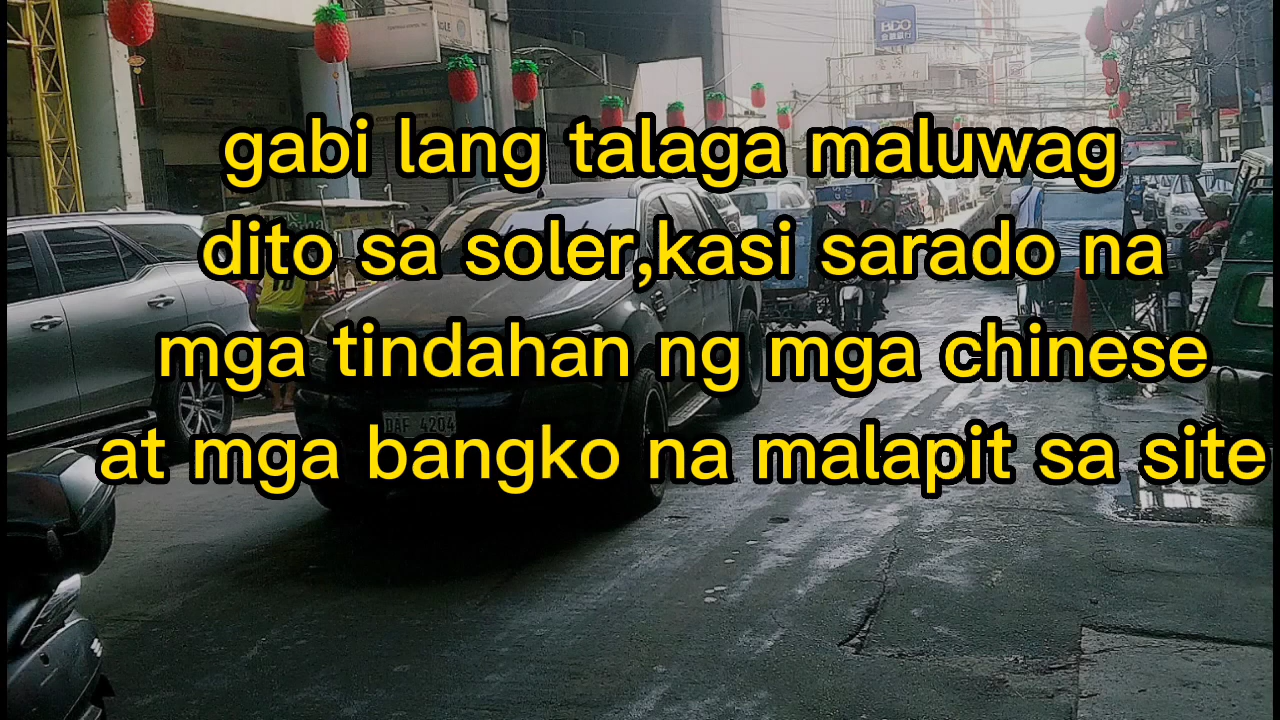 BDO
gabi lang talaga maluwag
dito sa soler,kasi sarado na
mga tindahan ng mga chinese
at mga bangko na malapit sa site
DAF 4204